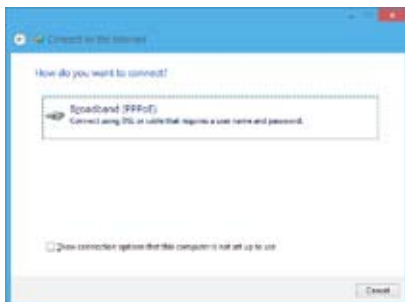 Connect to the Internet
How do you want to connect?
Broadband (PPPoE)
Connect using DSL or cable that requires a user name and password.
Show connection options that this computer is not set up to use
Cancel